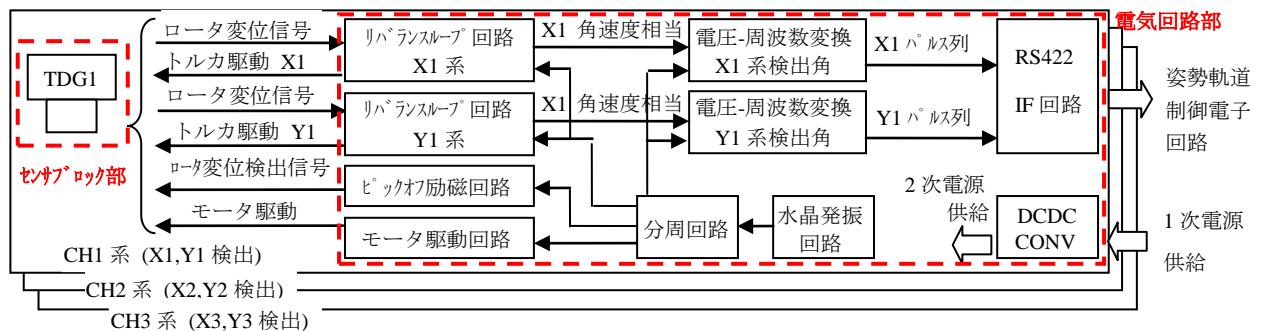 電気回路部
ロータ変位信号
トルカ駆動 X1
ロータ変位信号
トルカ駆動 Y1
ロータ変位検出信号
モータ駆動
TDG1
センサブロック部
リバランスループ回路
X1 系
リバランスループ回路
Y1 系
ピックオフ励磁回路
モータ駆動回路
X1 角速度相当
X1 角速度相当
電圧-周波数変換
X1 系検出角
電圧-周波数変換
Y1 系検出角
X1 パルス列
Y1 パルス列
RS422
IF 回路
姿勢軌道
制御電子
回路
分周回路
水晶発振
回路
2 次電源
供給
DCDC
CONV
1 次電源
供給
CH1 系 (X1,Y1 検出)
CH2 系 (X2,Y2 検出)
CH3 系 (X3,Y3 検出)